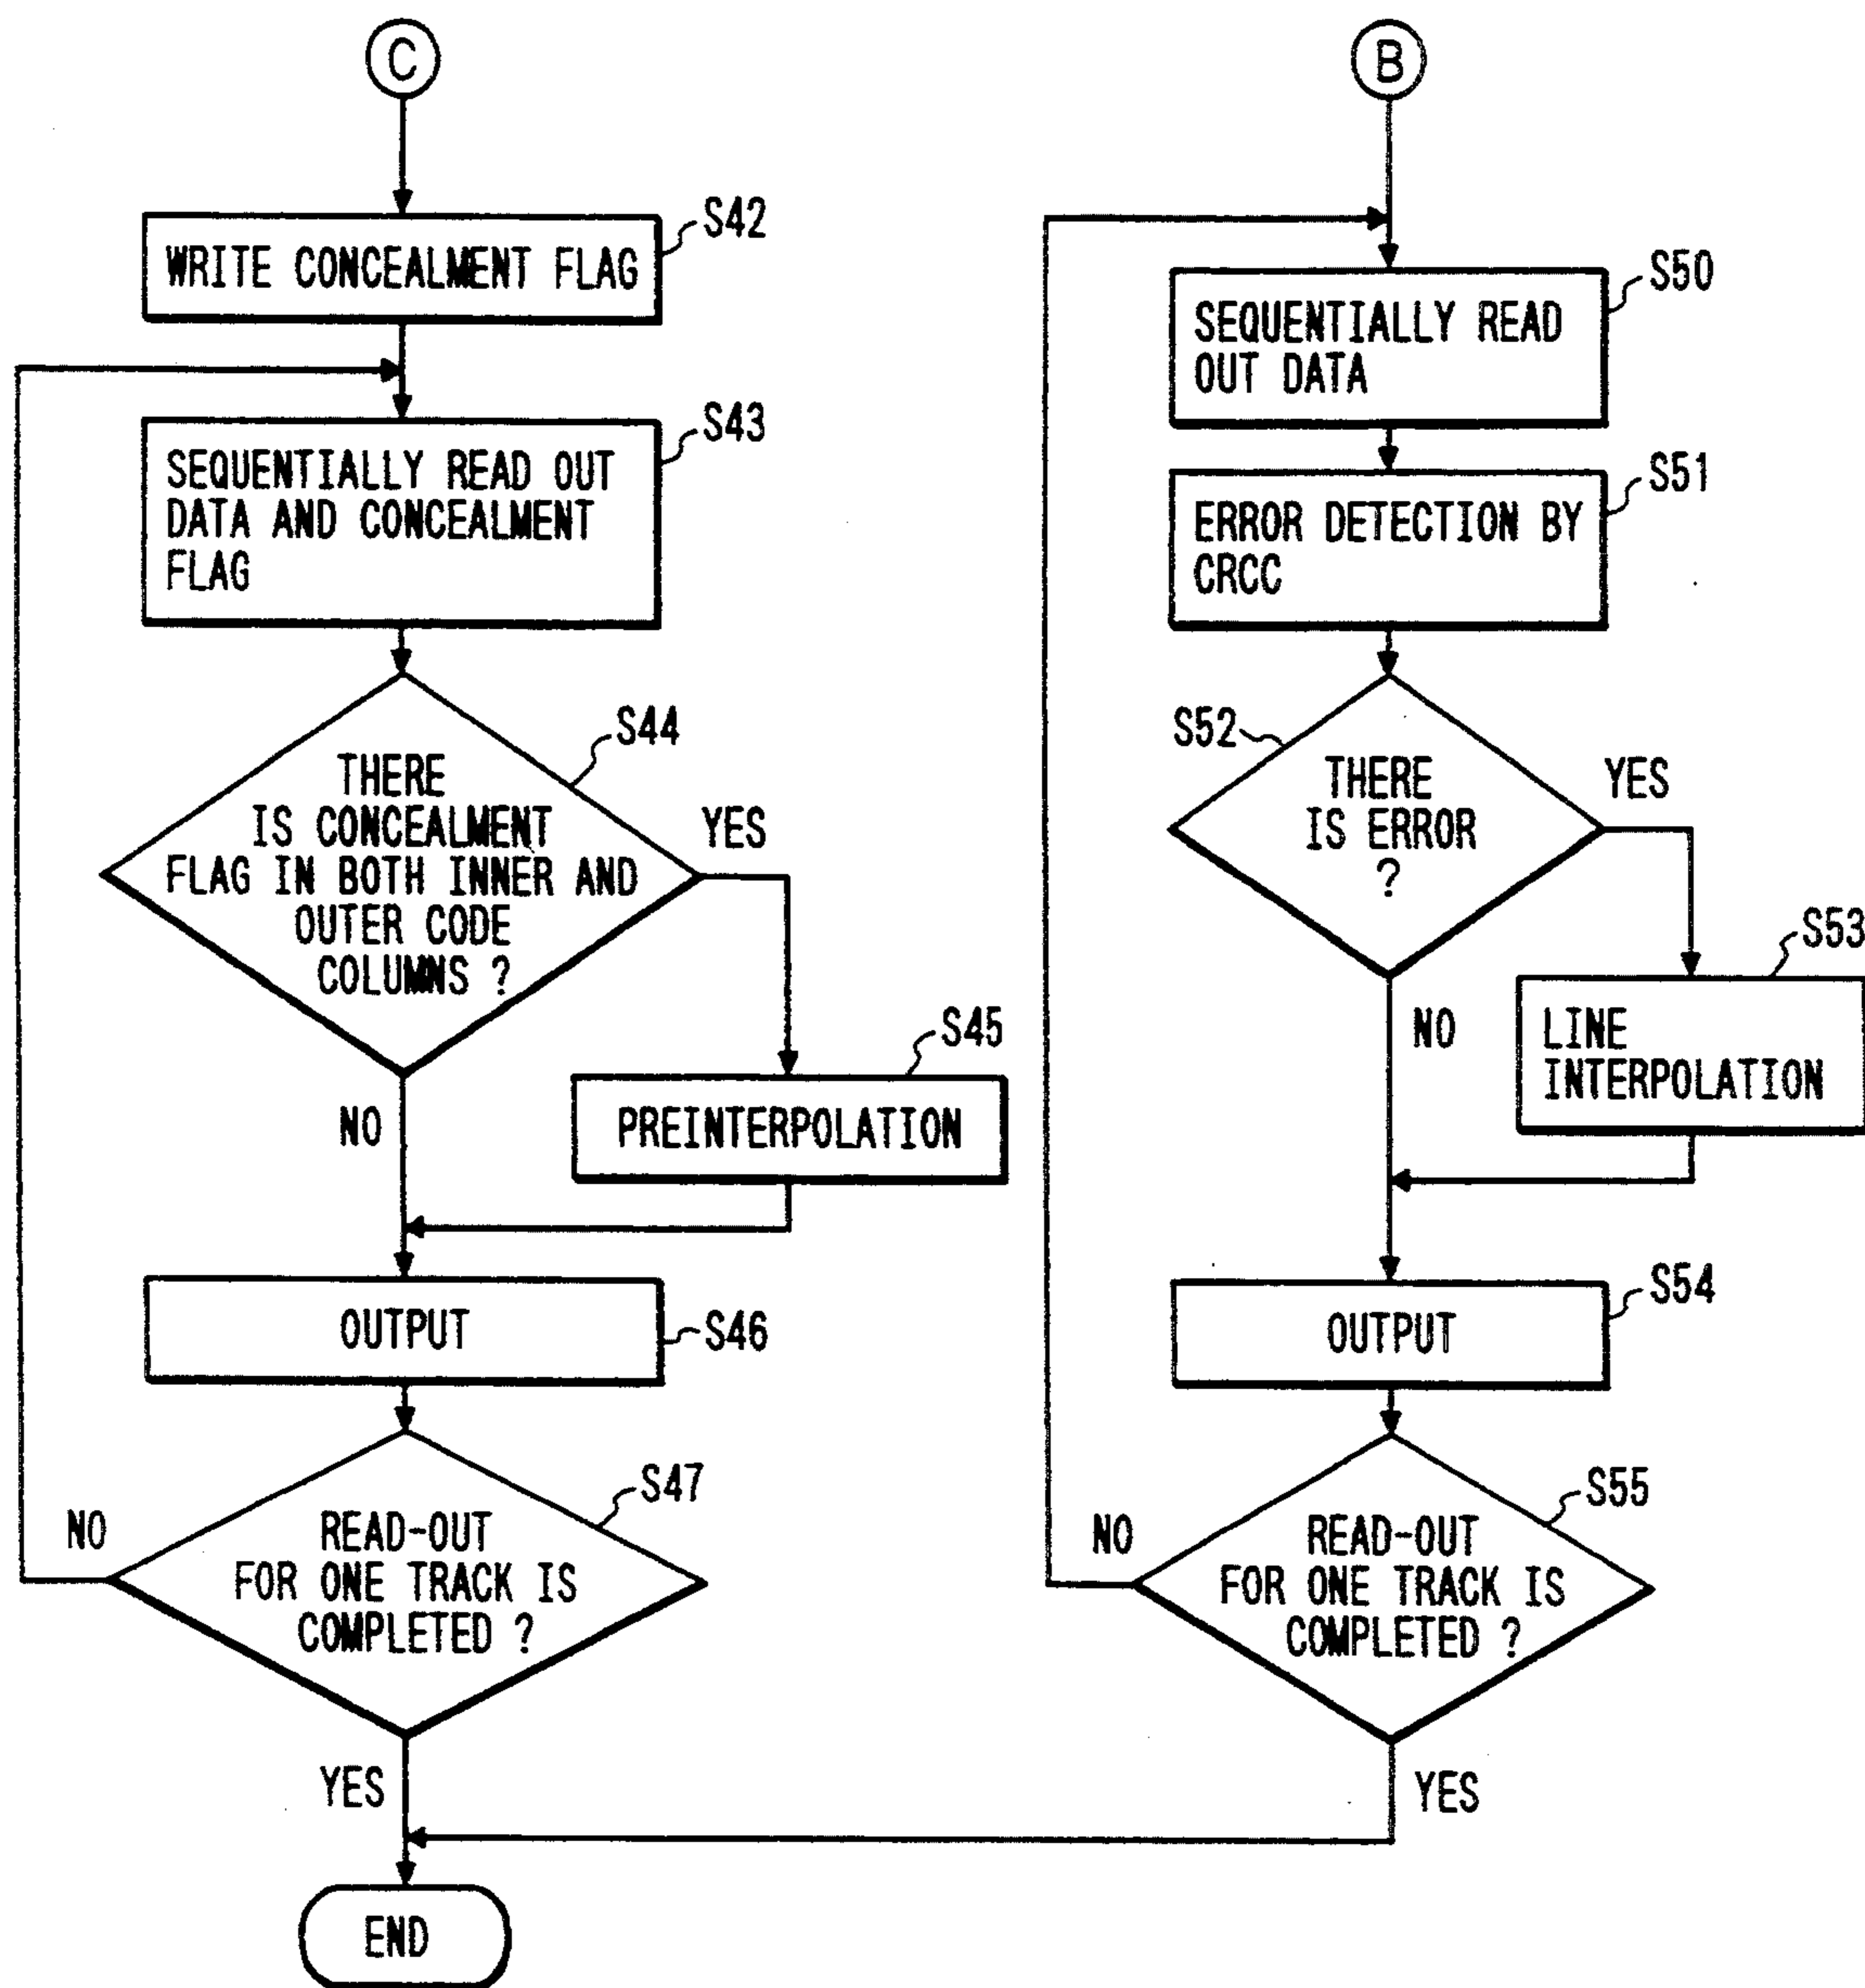 C
S42
WRITE CONCEALMENT FLAG
S43
SEQUENTIALLY READ OUT
DATA AND CONCEALMENT
FLAG
S44
THERE
IS CONCEALMENT
FLAG IN BOTH INNER AND
OUTER CODE
COLUMNS ?
YES
S45
NO
PREINTERPOLATION
OUTPUT
S46
S47
NO
READ-OUT
FOR ONE TRACK IS
COMPLETED ?
YES
END
B
S50
SEQUENTIALLY READ
OUT DATA
S51
ERROR DETECTION BY
CRCC
S52
THERE
IS ERROR
?
YES
S53
NO
LINE
INTERPOLATION
S54
OUTPUT
S55
NO
READ-OUT
FOR ONE TRACK IS
COMPLETED ?
YES